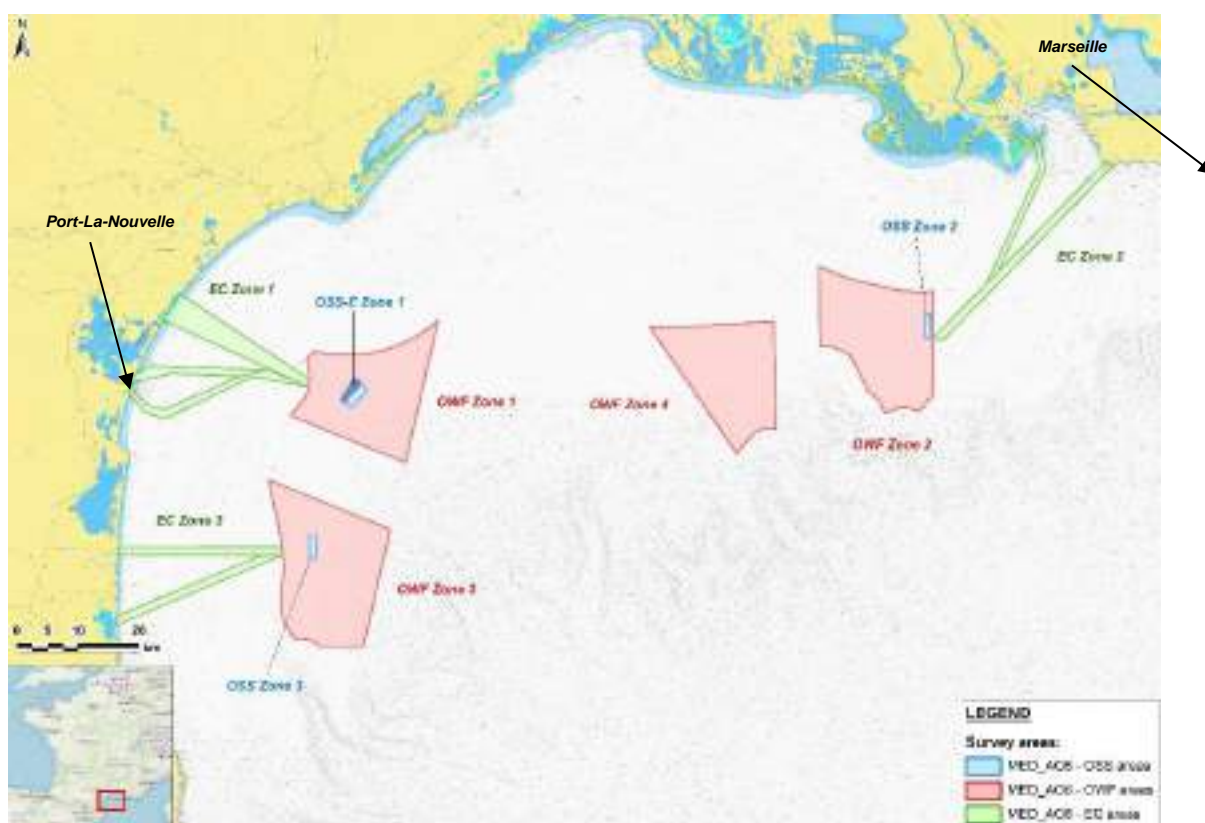 N
Marseille
Port-La-Nouvelle
OSS Zone 2
EC Zone 2
EC Zone 1
OSS-E Zone 1
OWF Zone 1
OWF Zone 4
OWF Zone 2
EC Zone 3
OWF Zone 3
0 5 10 20
km
OSS Zone 3
LEGEND
Survey areas:
MED_AO6 - OSS areas
MED_AO6 - OWF areas
MED_AO6 - EC areas